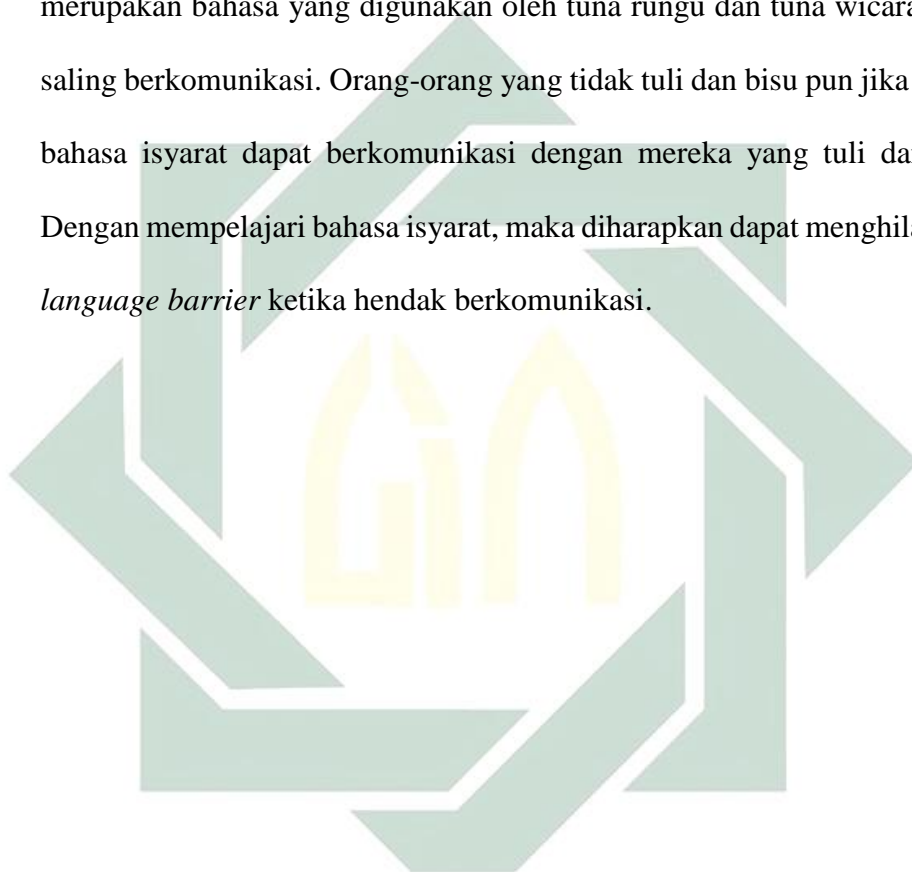 merupakan bahasa yang digunakan oleh tuna rungu dan tuna wicara
saling berkomunikasi. Orang-orang yang tidak tuli dan bisu pun jika
bahasa isyarat dapat berkomunikasi dengan mereka yang tuli
Dengan mempelajari bahasa isyarat, maka diharapkan dapat
language barrier ketika hendak berkomunikasi.